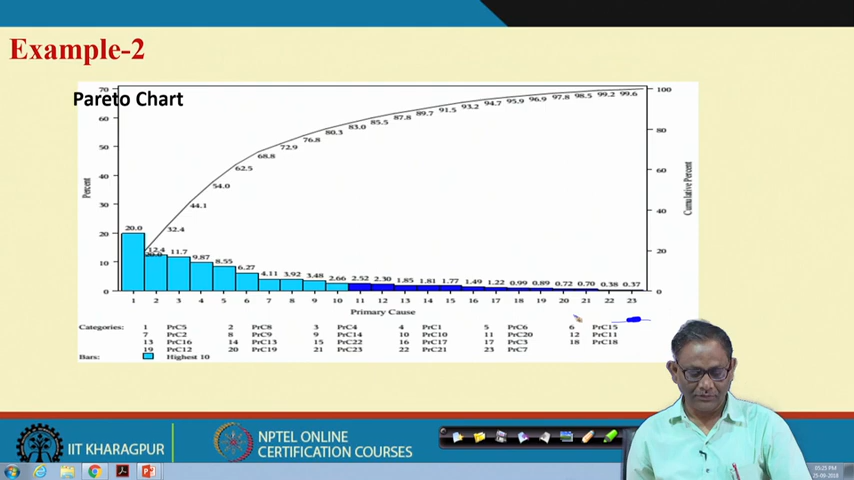 Example-2
Pareto Chart
70
60
50
40
30
20
10
0
Percent
100
80
60
40
20
0
Cumulative Percent
20.0 12.4 11.7 9.87 8.55 6.27 4.11 3.92 3.48 2.66 2.52 2.30 1.85 1.81 1.77 1.49 1.22 0.99 0.89 0.72 0.70 0.38 0.37
20.0 32.4 44.1 54.0 62.5 68.8 72.9 76.8 80.3 83.0 85.5 87.8 89.7 91.5 93.2 94.7 95.9 96.9 97.8 98.5 99.2 99.6
1 2 3 4 5 6 7 8 9 10 11 12 13 14 15 16 17 18 19 20 21 22 23
Primary Cause
Categories: 1 PrC5 2 PrC8 3 PrC4 4 PrC1 5 PrC6 6 PrC15
7 PrC2 8 PrC9 9 PrC14 10 PrC10 11 PrC20 12 PrC11
13 PrC16 14 PrC13 15 PrC22 16 PrC17 17 PrC3 18 PrC18
19 PrC12 20 PrC19 21 PrC23 22 PrC21 23 PrC7
Bars: Highest 10
IIT KHARAGPUR
NPTEL ONLINE
CERTIFICATION COURSES
05:25 PM
25-09-2018